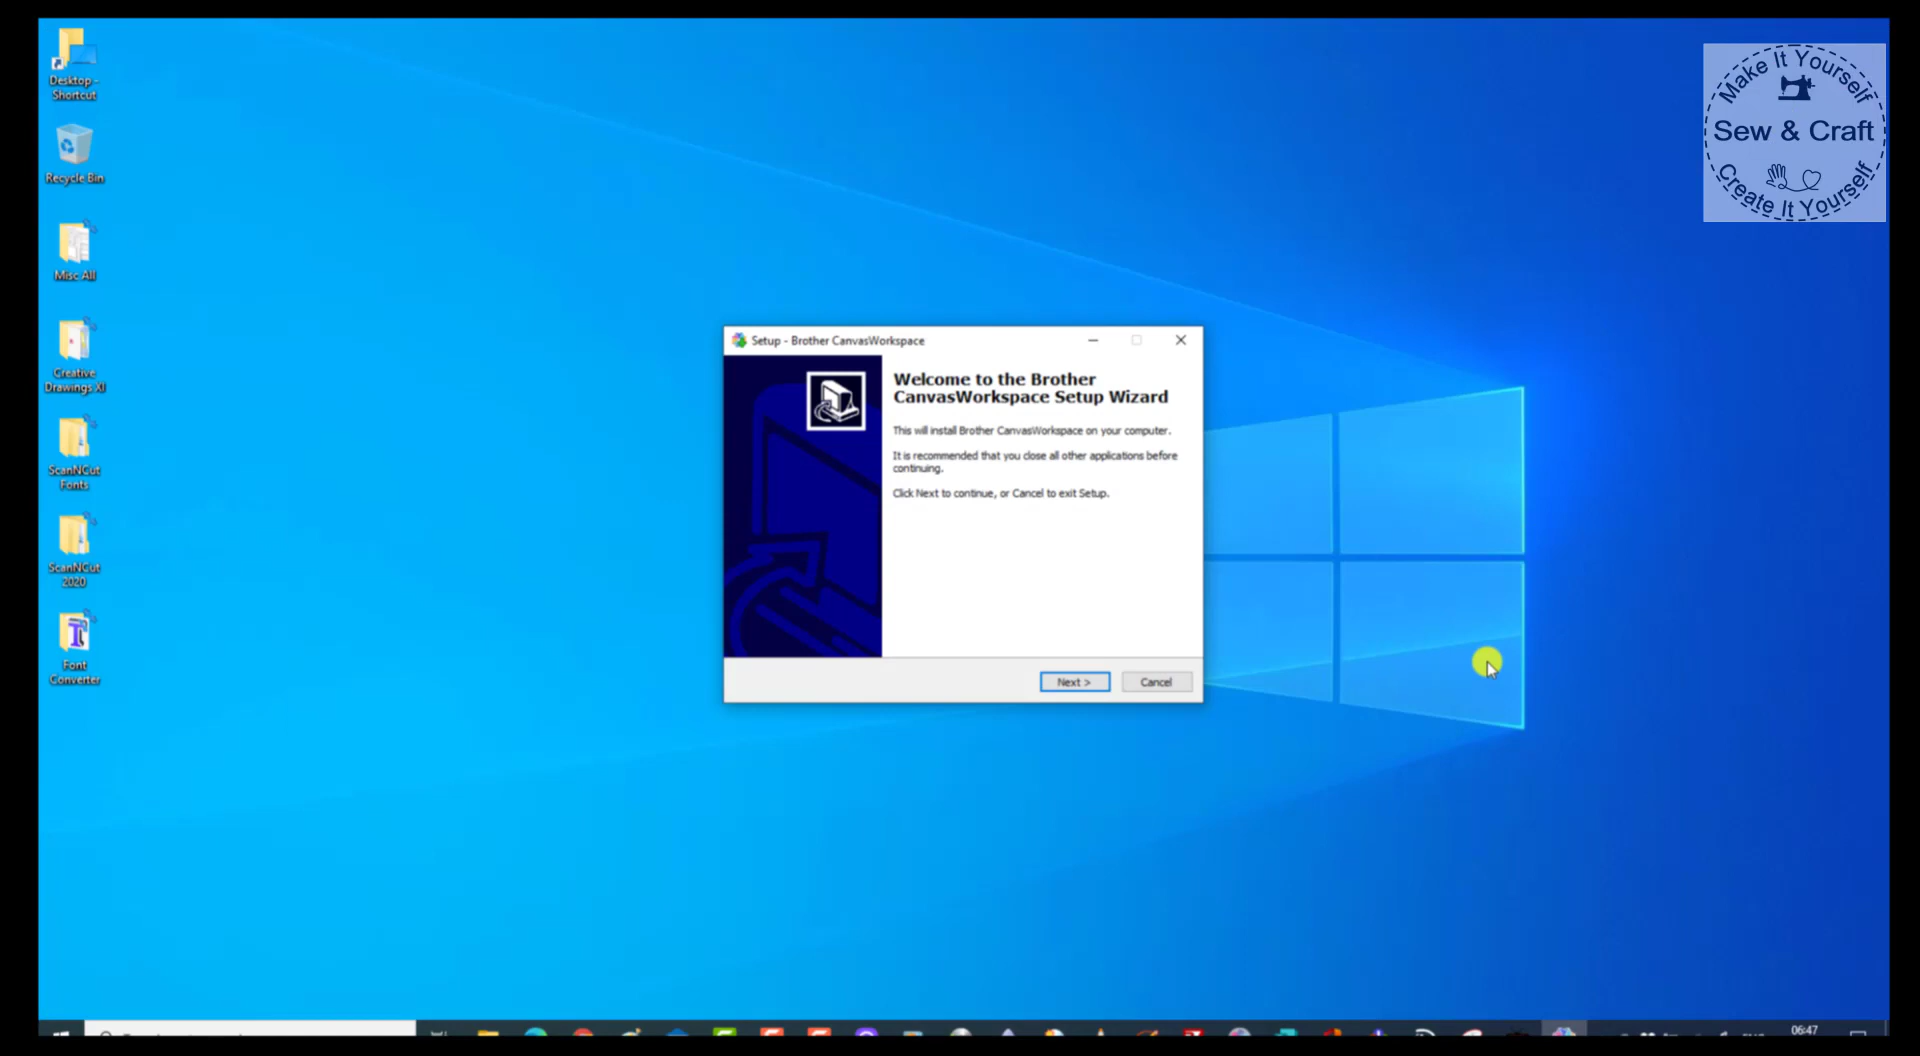 Desktop -
Shortcut
Recycle Bin
Misc All
Creative
Drawings XI
ScanNCut
Fonts
ScanNCut
2020
Font
Converter
Make It Yourself
Sew & Craft
Create It Yourself
Setup - Brother CanvasWorkspace
Welcome to the Brother
CanvasWorkspace Setup Wizard
This will install Brother CanvasWorkspace on your computer.
It is recommended that you close all other applications before
continuing.
Click Next to continue, or Cancel to exit Setup.
Next >
Cancel
06:47